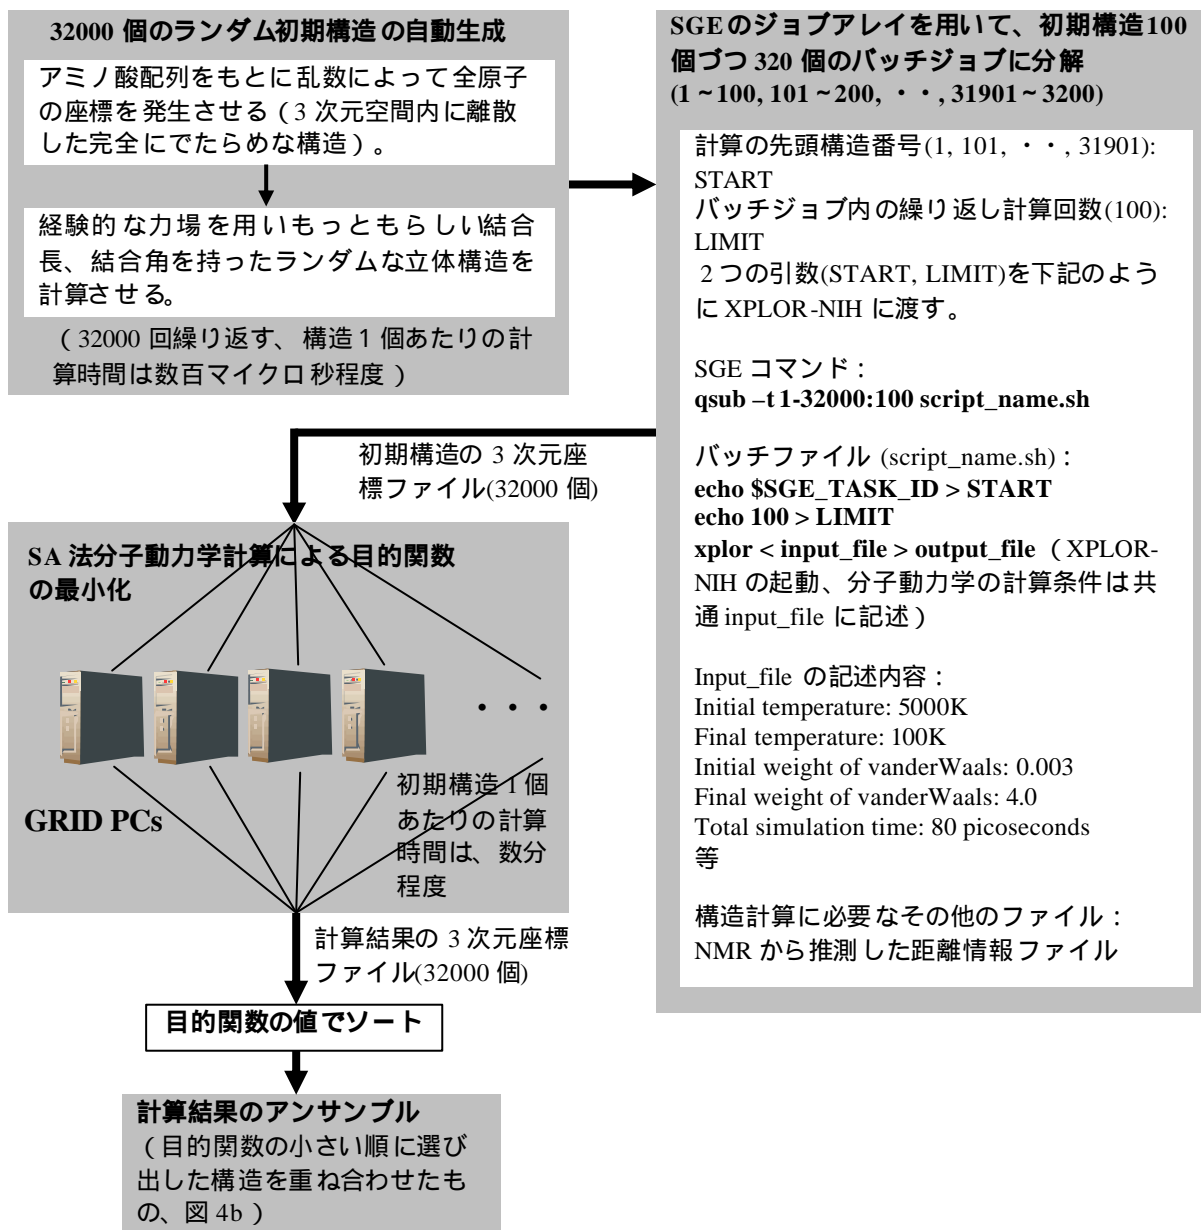 32000 個のランダム初期構造の自動生成
アミノ酸配列をもとに乱数によって全原子
の座標を発生させる（3 次元空間内に離散
した完全にでたらめな構造）。
経験的な力場を用いもっともらしい結合
長、結合角を持ったランダムな立体構造を
計算させる。
（32000 回繰り返す、構造１個あたりの計
算時間は数百マイクロ秒程度）
SGEのジョブアレイを用いて、初期構造100
個づつ 320 個のバッチジョブに分解
(1～100, 101～200, ・・, 31901～3200)
計算の先頭構造番号(1, 101, ・・, 31901):
START
バッチジョブ内の繰り返し計算回数(100):
LIMIT
２つの引数(START, LIMIT)を下記のよう
に XPLOR-NIH に渡す。
SGE コマンド：
qsub –t 1-32000:100 script_name.sh
バッチファイル (script_name.sh)：
echo $SGE_TASK_ID > START
echo 100 > LIMIT
xplor < input_file > output_file（XPLOR-
NIH の起動、分子動力学の計算条件は共
通 input_file に記述）
Input_file の記述内容：
Initial temperature: 5000K
Final temperature: 100K
Initial weight of vanderWaals: 0.003
Final weight of vanderWaals: 4.0
Total simulation time: 80 picoseconds
等
構造計算に必要なその他のファイル：
NMR から推測した距離情報ファイル
初期構造の 3 次元座
標ファイル(32000 個)
SA 法分子動力学計算による目的関数
の最小化
・・・
GRID PCs
初期構造 1 個
あたりの計算
時間は、数分
程度
計算結果の 3 次元座標
ファイル(32000 個)
目的関数の値でソート
計算結果のアンサンブル
（目的関数の小さい順に選び
出した構造を重ね合わせたも
の、図 4b）